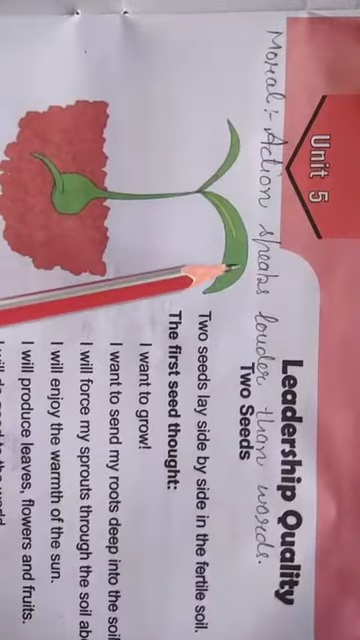 Unit 5
Leadership Quality
Moral:- Action speaks louder than words.
Two Seeds
Two seeds lay side by side in the fertile soil.
The first seed thought:
I want to grow!
I want to send my roots deep into the soil
I will force my sprouts through the soil ab
I will enjoy the warmth of the sun.
I will produce leaves, flowers and fruits.